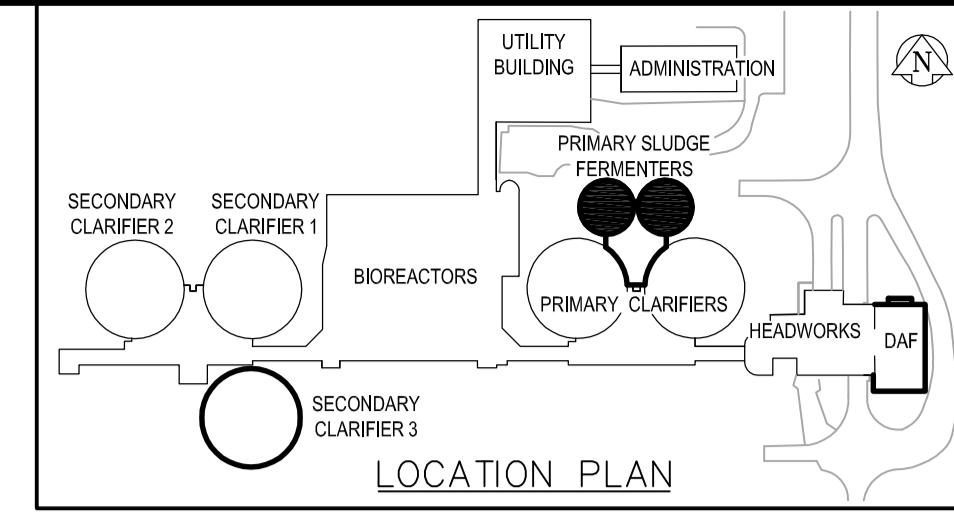 UTILITY
BUILDING
ADMINISTRATION
N
PRIMARY SLUDGE
FERMENTERS
SECONDARY
CLARIFIER 2
SECONDARY
CLARIFIER 1
BIOREACTORS
PRIMARY CLARIFIERS
HEADWORKS
DAF
SECONDARY
CLARIFIER 3
LOCATION PLAN